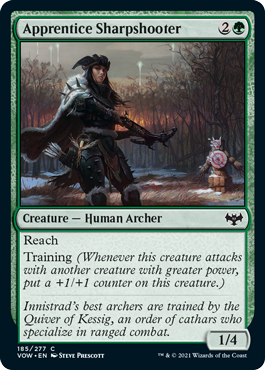 Apprentice Sharpshooter 2
Creature — Human Archer
Reach
Training (Whenever this creature attacks
with another creature with greater power,
put a +1/+1 counter on this creature.)
Innistrad's best archers are trained by the
Quiver of Kessig, an order of cathars who
specialize in ranged combat.
1/4
185/277 C
VOW • EN Steve Prescott
™ & © 2021 Wizards of the Coast